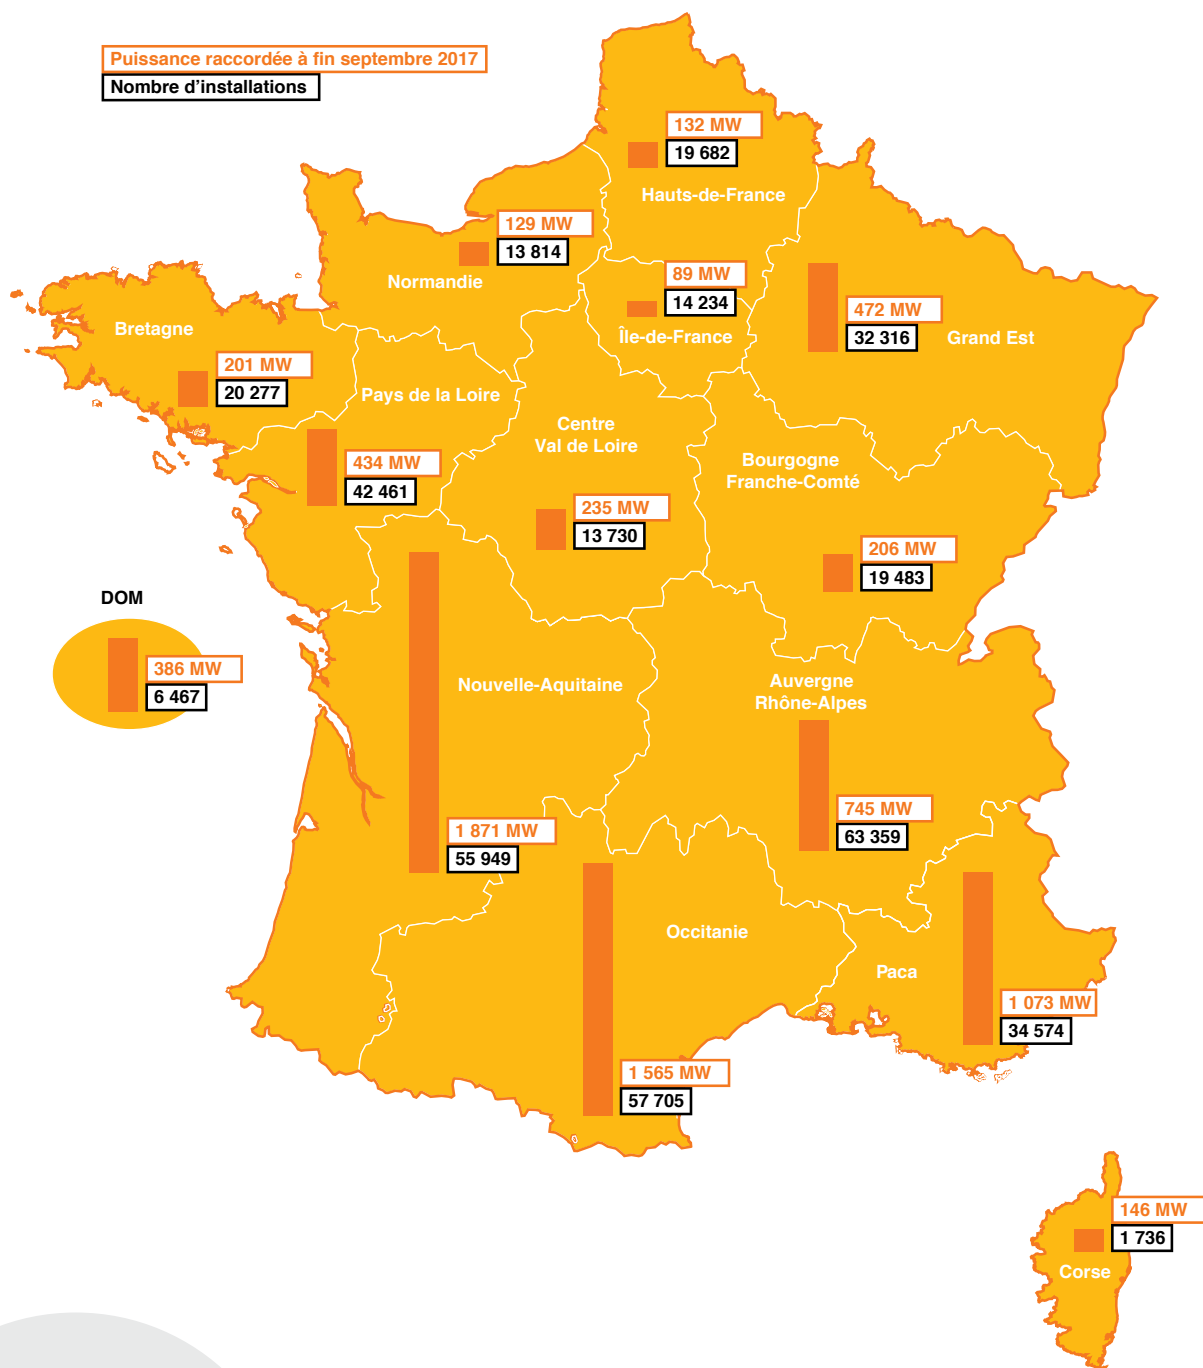 Puissance raccordée à fin septembre 2017
Nombre d’installations
132 MW
19 682
Hauts-de-France
129 MW
13 814
Normandie
89 MW
14 234
Île-de-France
472 MW
32 316
Grand Est
Bretagne
201 MW
20 277
Pays de la Loire
434 MW
42 461
Centre
Val de Loire
235 MW
13 730
Bourgogne
Franche-Comté
206 MW
19 483
DOM
386 MW
6 467
Nouvelle-Aquitaine
1 871 MW
55 949
Auvergne
Rhône-Alpes
745 MW
63 359
Occitanie
1 565 MW
57 705
Paca
1 073 MW
34 574
146 MW
1 736
Corse